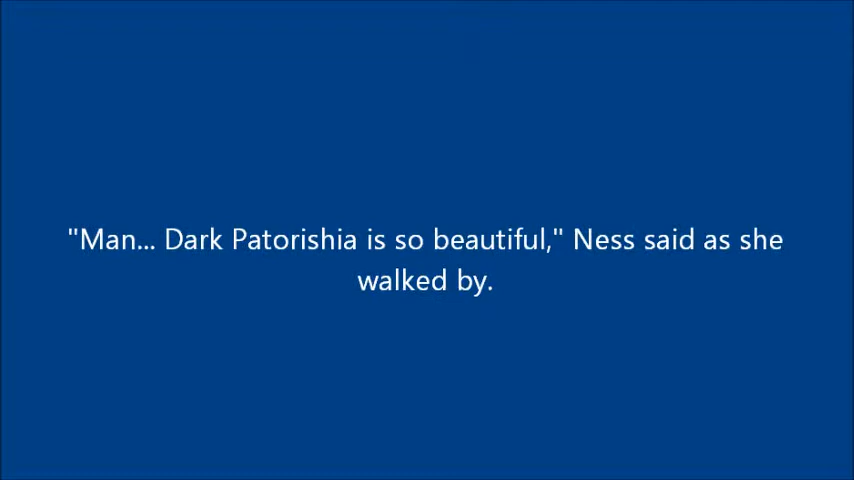 "Man... Dark Patorishia is so beautiful," Ness said as she
walked by.